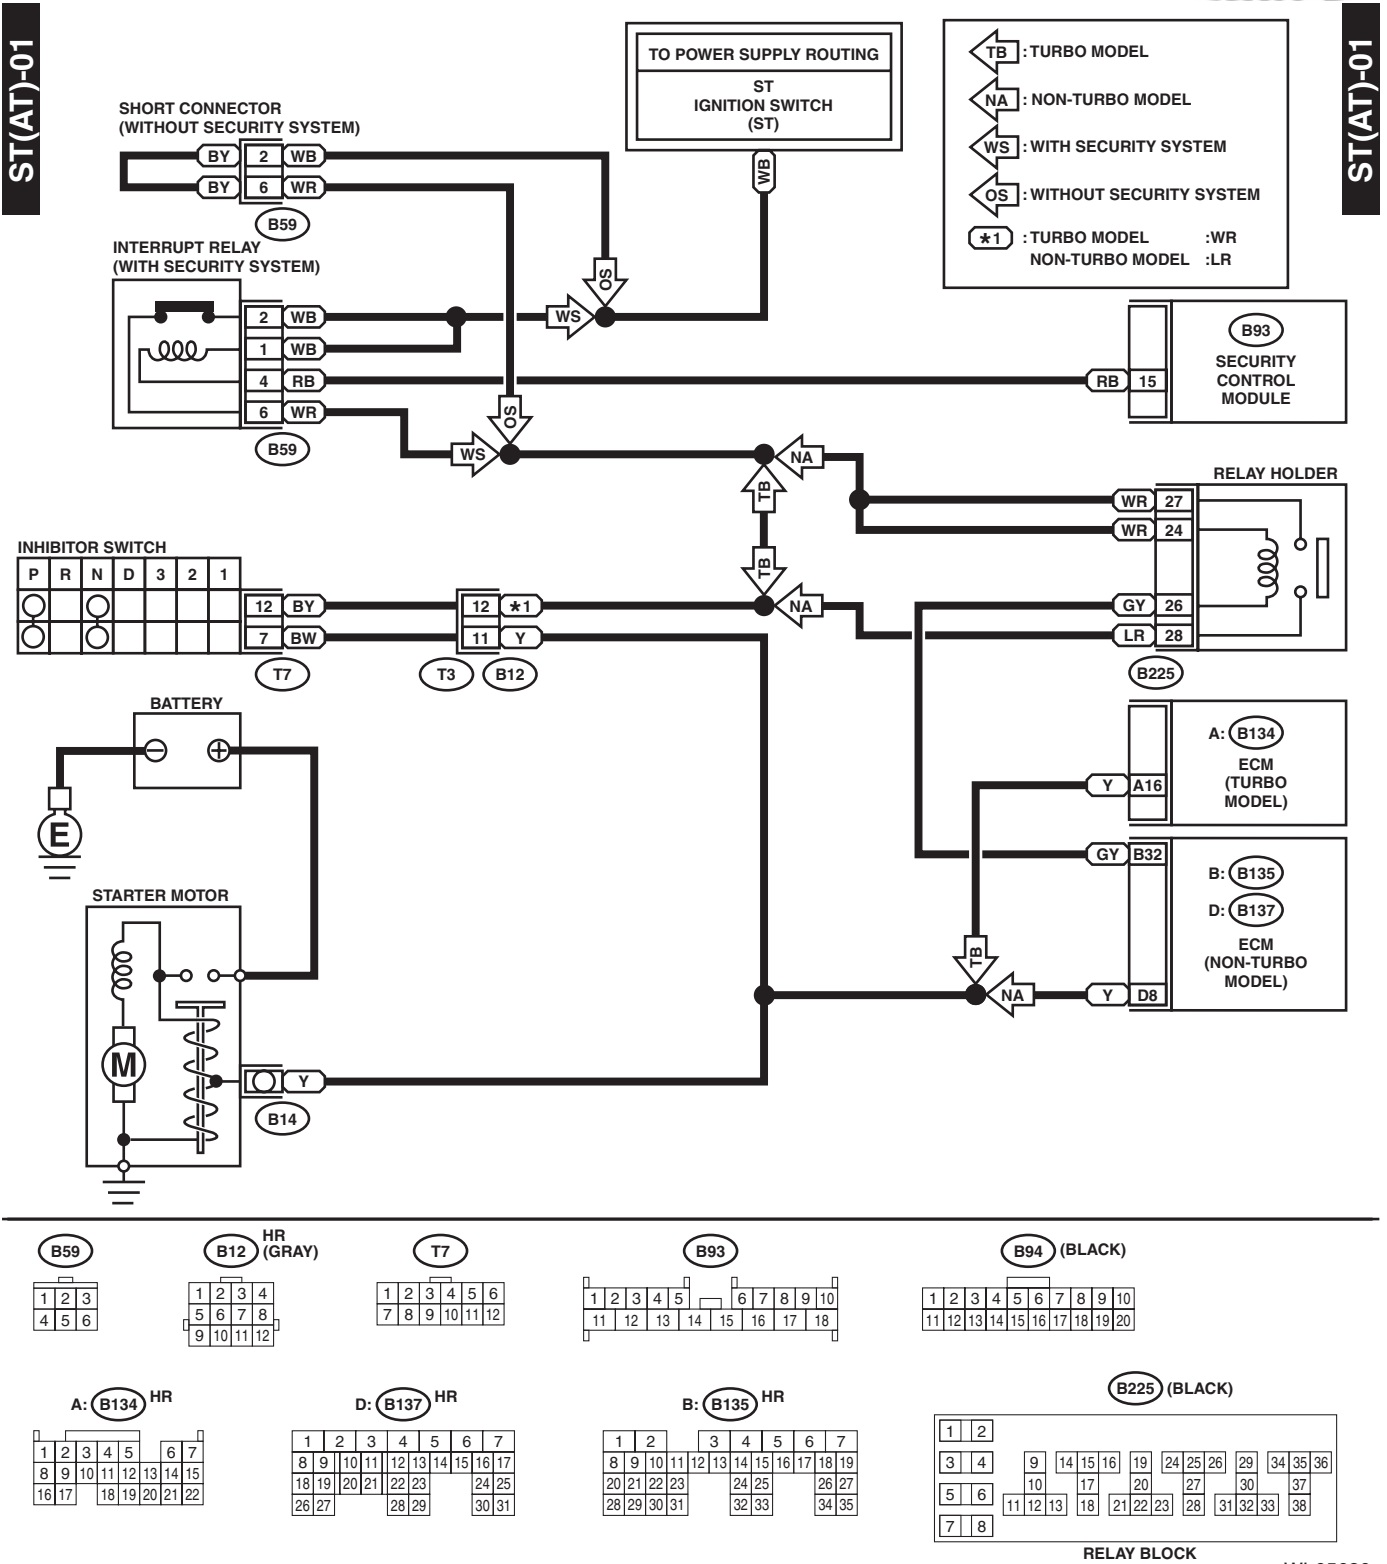 ST(AT)-01
ST(AT)-01
TO POWER SUPPLY ROUTING
ST
IGNITION SWITCH
(ST)
WB
TB : TURBO MODEL
NA : NON-TURBO MODEL
WS : WITH SECURITY SYSTEM
OS : WITHOUT SECURITY SYSTEM
*1 : TURBO MODEL :WR
NON-TURBO MODEL :LR
SHORT CONNECTOR
(WITHOUT SECURITY SYSTEM)
BY 2 WB
BY 6 WR
B59
INTERRUPT RELAY
(WITH SECURITY SYSTEM)
2 WB
1 WB
4 RB
6 WR
B59
OS
WS
OS
WS
RB 15
B93
SECURITY
CONTROL
MODULE
NA
TB
TB
NA
RELAY HOLDER
WR 27
WR 24
GY 26
LR 28
B225
INHIBITOR SWITCH
P R N D 3 2 1
12 BY
7 BW
T7
12 *1
11 Y
T3 B12
BATTERY
− +
E
STARTER MOTOR
M
Y
B14
Y A16
A: B134
ECM
(TURBO
MODEL)
GY B32
B: B135
D: B137
ECM
(NON-TURBO
MODEL)
TB
NA
Y D8
B59
1 2 3
4 5 6
B12 HR
(GRAY)
1 2 3 4
5 6 7 8
9 10 11 12
T7
1 2 3 4 5 6
7 8 9 10 11 12
B93
1 2 3 4 5 6 7 8 9 10
11 12 13 14 15 16 17 18
B94 (BLACK)
1 2 3 4 5 6 7 8 9 10
11 12 13 14 15 16 17 18 19 20
A: B134 HR
1 2 3 4 5 6 7
8 9 10 11 12 13 14 15
16 17 18 19 20 21 22
D: B137 HR
1 2 3 4 5 6 7
8 9 10 11 12 13 14 15 16 17
18 19 20 21 22 23 24 25
26 27 28 29 30 31
B: B135 HR
1 2 3 4 5 6 7
8 9 10 11 12 13 14 15 16 17 18 19
20 21 22 23 24 25 26 27
28 29 30 31 32 33 34 35
B225 (BLACK)
1 2
3 4 9 14 15 16 19 24 25 26 29 34 35 36
5 6 10 17 20 27 30 37
11 12 13 18 21 22 23 28 31 32 33 38
7 8
RELAY BLOCK